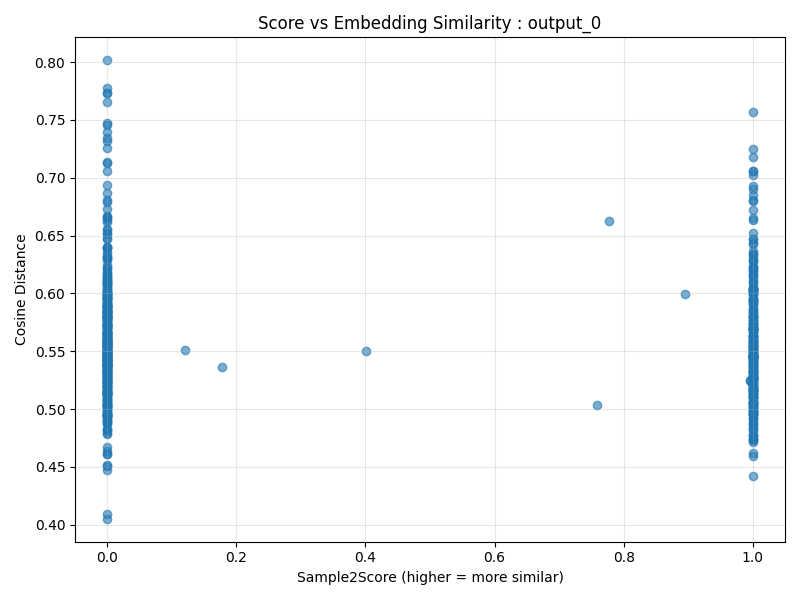 Score vs Embedding Similarity : output_0
Cosine Distance
0.80
0.75
0.70
0.65
0.60
0.55
0.50
0.45
0.40
0.0 0.2 0.4 0.6 0.8 1.0
Sample2Score (higher = more similar)